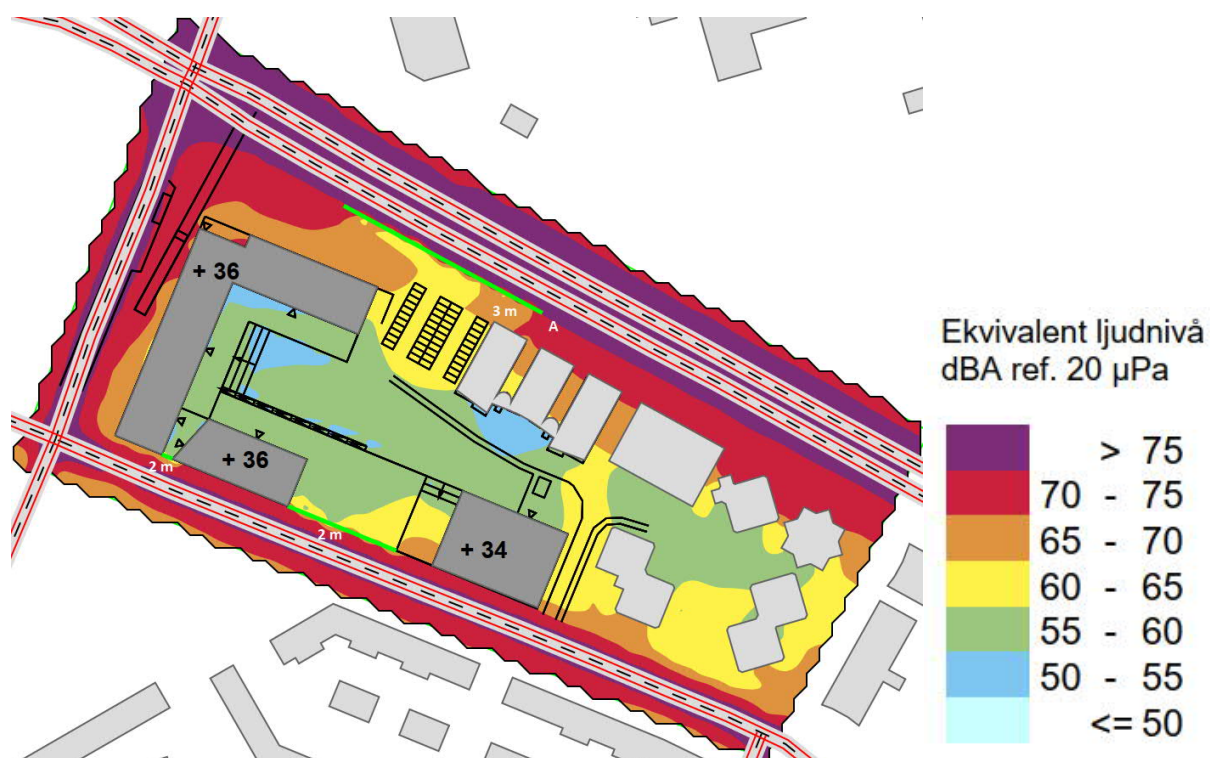 + 36
3 m
A
2 m
+ 36
2 m
+ 34
Ekvivalent ljudnivå
dBA ref. 20 µPa
> 75
70 - 75
65 - 70
60 - 65
55 - 60
50 - 55
<= 50